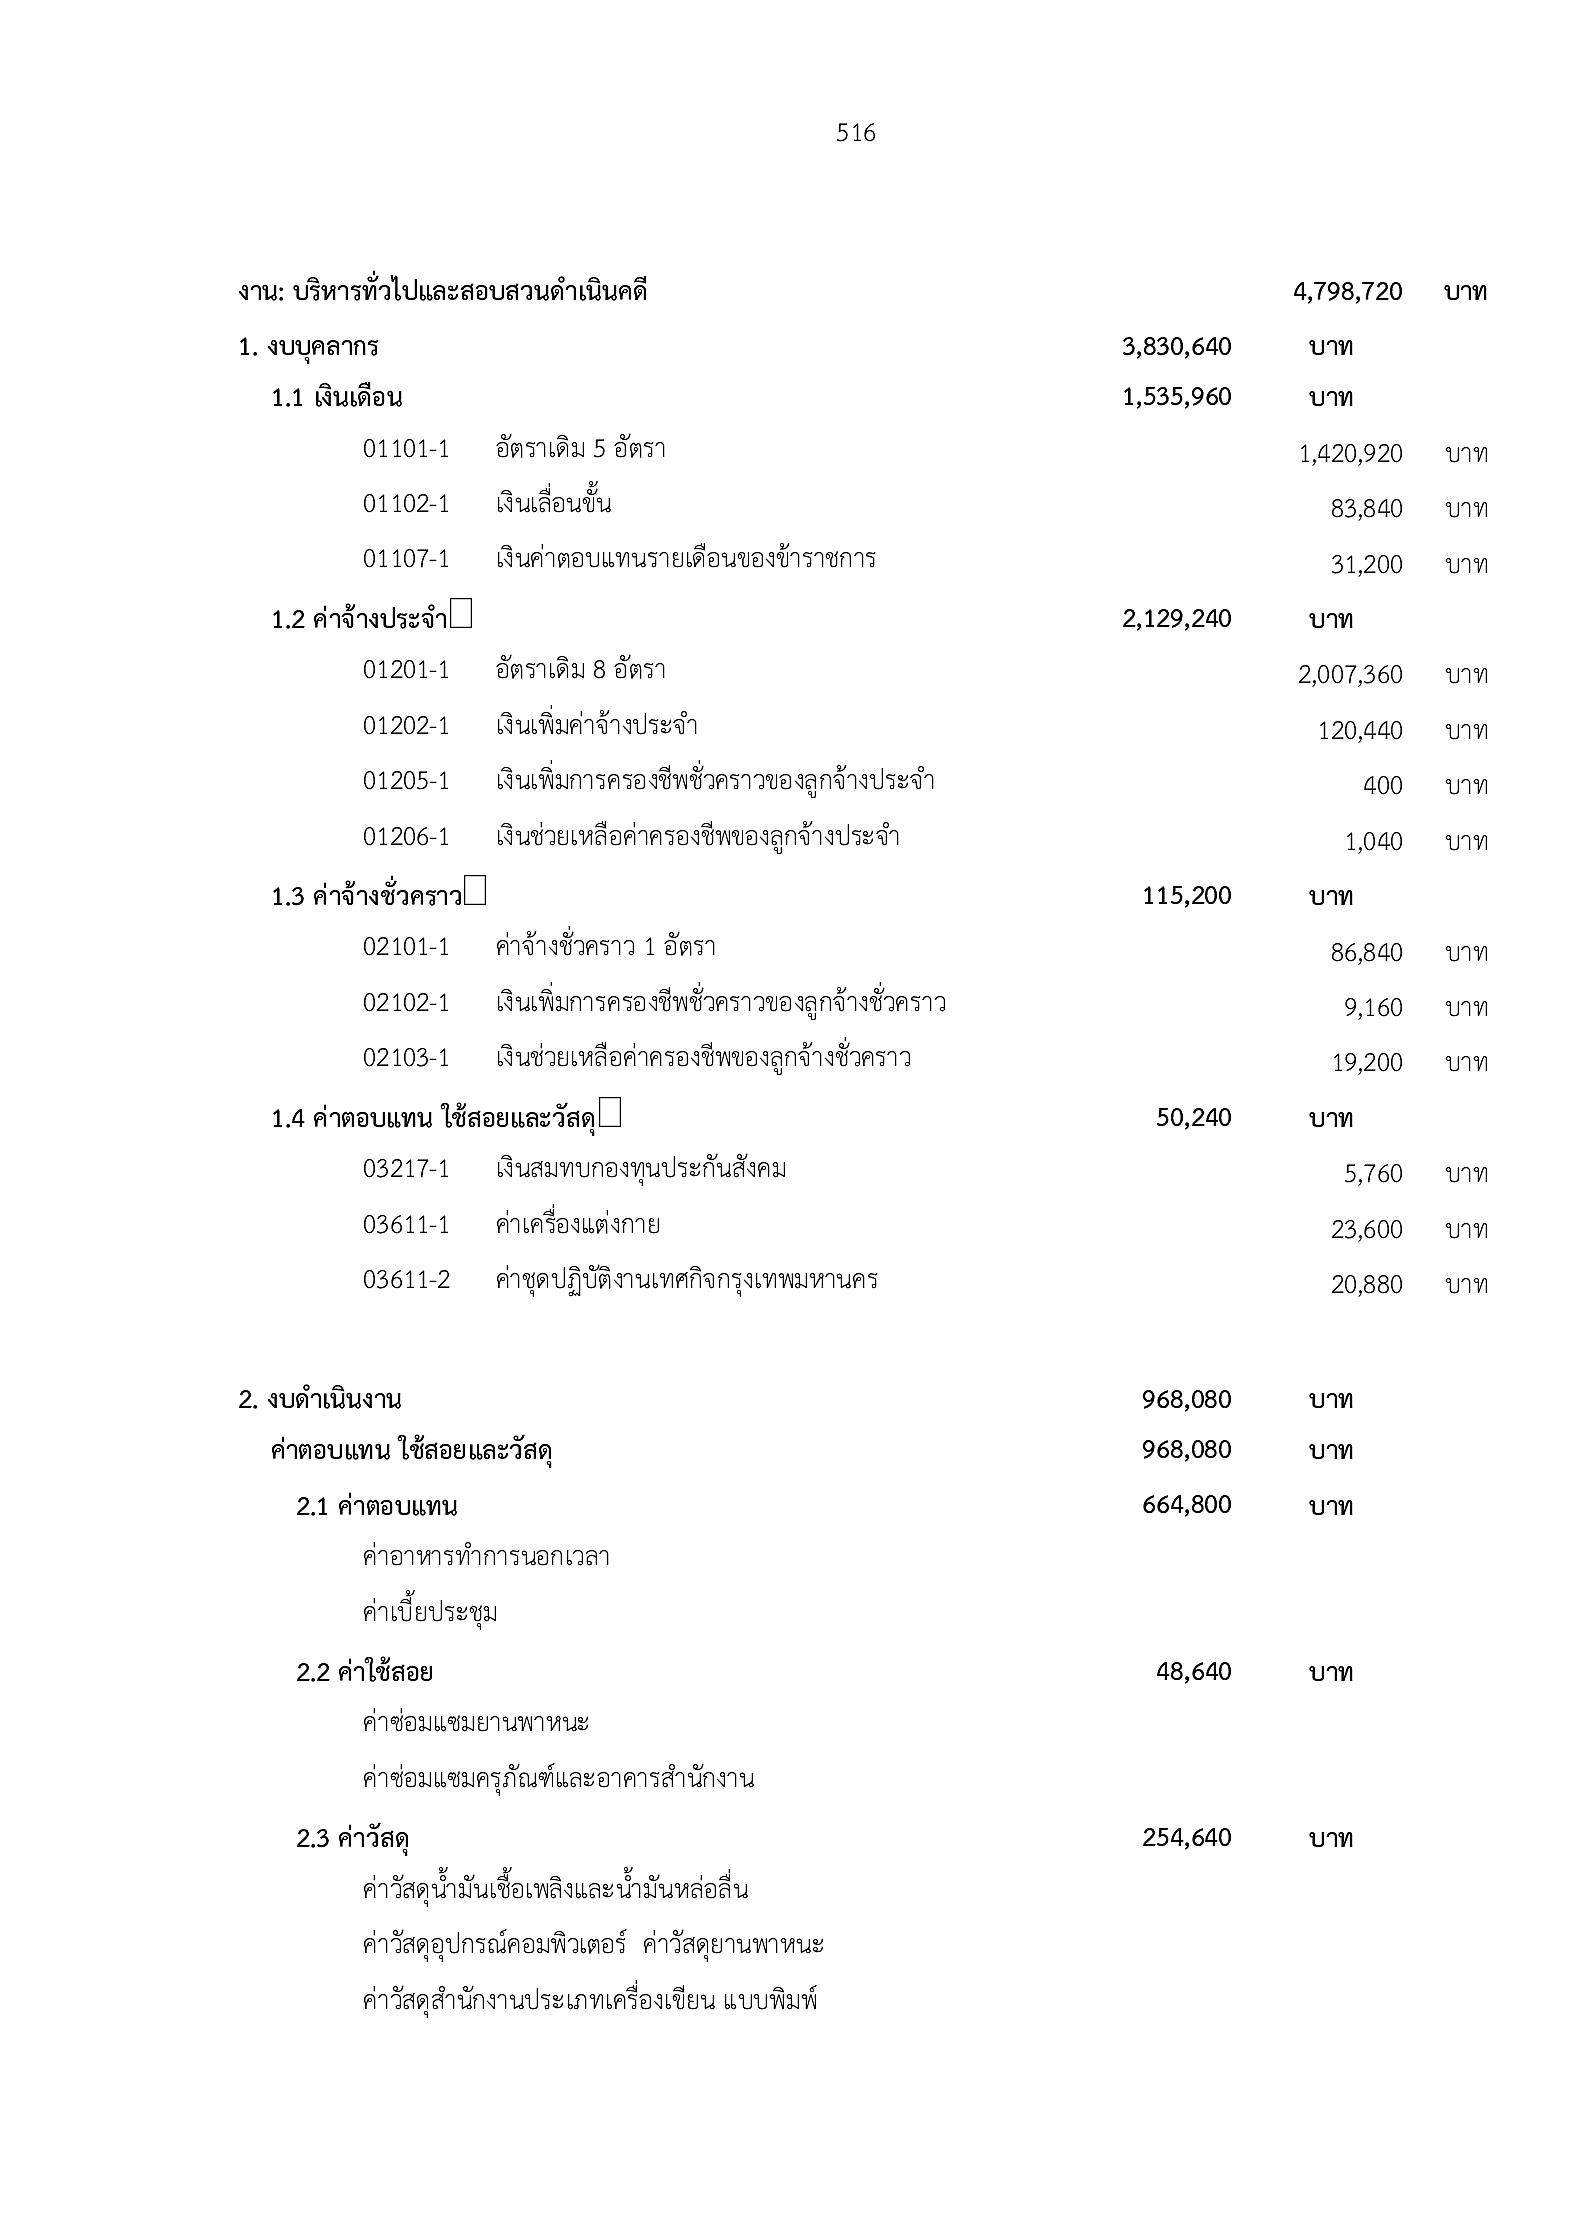 516
งาน: บริหารทั่วไปและสอบสวนดำเนินคดี 4,798,720 บาท
1. งบบุคลากร 3,830,640 บาท
1.1 เงินเดือน 1,535,960 บาท
01101-1 อัตราเดิม 5 อัตรา 1,420,920 บาท
01102-1 เงินเลื่อนขั้น 83,840 บาท
01107-1 เงินค่าตอบแทนรายเดือนของข้าราชการ 31,200 บาท
1.2 ค่าจ้างประจำ 2,129,240 บาท
01201-1 อัตราเดิม 8 อัตรา 2,007,360 บาท
01202-1 เงินเพิ่มค่าจ้างประจำ 120,440 บาท
01205-1 เงินเพิ่มการครองชีพชั่วคราวของลูกจ้างประจำ 400 บาท
01206-1 เงินช่วยเหลือค่าครองชีพของลูกจ้างประจำ 1,040 บาท
1.3 ค่าจ้างชั่วคราว 115,200 บาท
02101-1 ค่าจ้างชั่วคราว 1 อัตรา 86,840 บาท
02102-1 เงินเพิ่มการครองชีพชั่วคราวของลูกจ้างชั่วคราว 9,160 บาท
02103-1 เงินช่วยเหลือค่าครองชีพของลูกจ้างชั่วคราว 19,200 บาท
1.4 ค่าตอบแทน ใช้สอยและวัสดุ 50,240 บาท
03217-1 เงินสมทบกองทุนประกันสังคม 5,760 บาท
03611-1 ค่าเครื่องแต่งกาย 23,600 บาท
03611-2 ค่าชุดปฏิบัติงานเทศกิจกรุงเทพมหานคร 20,880 บาท
2. งบดำเนินงาน 968,080 บาท
ค่าตอบแทน ใช้สอยและวัสดุ 968,080 บาท
2.1 ค่าตอบแทน 664,800 บาท
ค่าอาหารทำการนอกเวลา
ค่าเบี้ยประชุม
2.2 ค่าใช้สอย 48,640 บาท
ค่าซ่อมแซมยานพาหนะ
ค่าซ่อมแซมครุภัณฑ์และอาคารสำนักงาน
2.3 ค่าวัสดุ 254,640 บาท
ค่าวัสดุน้ำมันเชื้อเพลิงและน้ำมันหล่อลื่น
ค่าวัสดุอุปกรณ์คอมพิวเตอร์ ค่าวัสดุยานพาหนะ
ค่าวัสดุสำนักงานประเภทเครื่องเขียน แบบพิมพ์